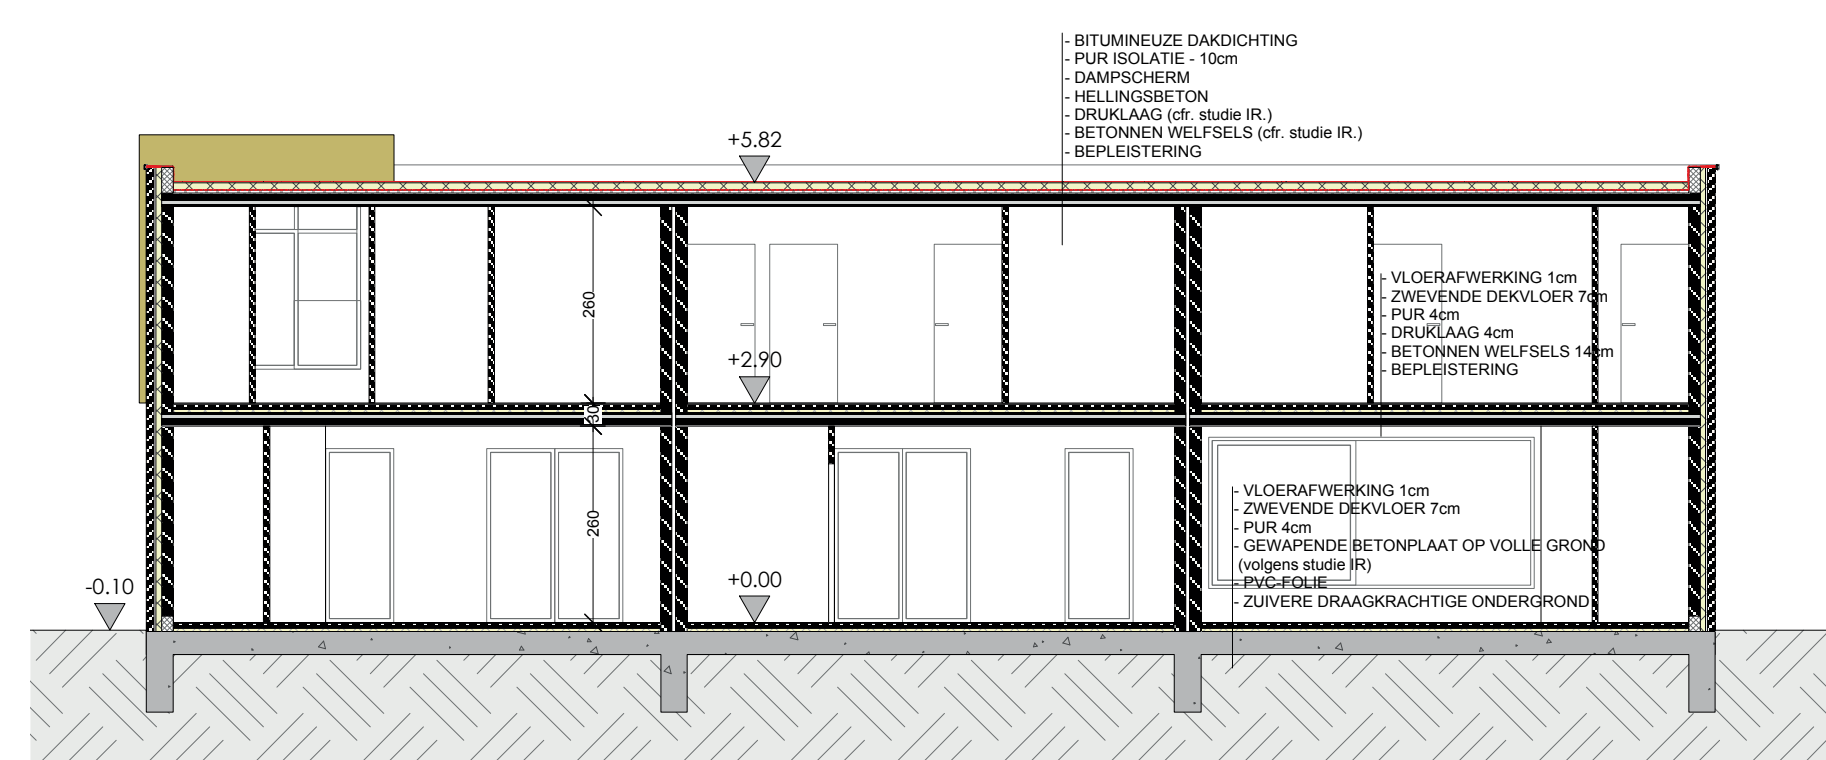 - BITUMINEUZE DAKDICHTING
- PUR ISOLATIE - 10cm
- DAMPSCHERM
- HELLINGSBETON
- DRUKLAAG (cfr. studie IR.)
- BETONNEN WELFSELS (cfr. studie IR.)
- BEPLEISTERING
+5.82
- VLOERAFWERKING 1cm
- ZWEVENDE DEKVLOER 7cm
- PUR 4cm
- DRUKLAAG 4cm
- BETONNEN WELFSELS 14cm
- BEPLEISTERING
260
+2.90
30
- VLOERAFWERKING 1cm
- ZWEVENDE DEKVLOER 7cm
- PUR 4cm
- GEWAPENDE BETONPLAAT OP VOLLE GROND
(volgens studie IR)
- PVC-FOLIE
- ZUIVERE DRAAGKRACHTIGE ONDERGROND
260
+0.00
-0.10